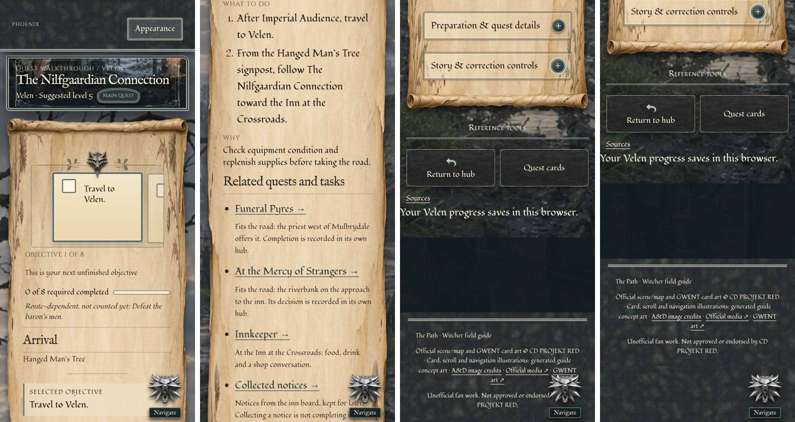 PHOENIX
Appearance
QUEST WALKTHROUGH / VELEN
The Nilfgaardian Connection
Velen · Suggested level 5
MAIN QUEST
Travel to
Velen.
OBJECTIVE 1 OF 8
This is your next unfinished objective
0 of 8 required completed
Route-dependent, not counted yet: Defeat the
baron's men.
Arrival
Hanged Man's Tree
SELECTED OBJECTIVE
Travel to Velen.
Navigate
WHAT TO DO
1. After Imperial Audience, travel
to Velen.
2. From the Hanged Man's Tree
signpost, follow The
Nilfgaardian Connection
toward the Inn at the
Crossroads.
WHY
Check equipment condition and
replenish supplies before taking the road.
Related quests and tasks
• Funeral Pyres →
Fits the road: the priest west of Mulbrydale
offers it. Completion is recorded in its own
hub.
• At the Mercy of Strangers →
Fits the road: the riverbank on the approach
to the inn. Its decision is recorded in its own
hub.
• Innkeeper →
At the Inn at the Crossroads: food, drink
and a shop conversation.
• Collected notices →
Notices from the inn board, kept for later.
Collecting a notice is not completing
Navigate
Preparation & quest details
+
Story & correction controls
+
REFERENCE TOOLS
Return to hub
Quest cards
Sources
Your Velen progress saves in this browser.
The Path · Witcher field guide
Official scene/map and GWENT card art © CD PROJEKT RED
· Card, scroll and navigation illustrations: generated guide
concept art · A&D image credits · Official media ↗ · GWENT
art ↗
Unofficial fan work. Not approved or endorsed
PROJEKT RED.
Navigate
Story & correction controls
+
REFERENCE TOOLS
Return to hub
Quest cards
Sources
Your Velen progress saves in this browser.
The Path · Witcher field guide
Official scene/map and GWENT card art © CD PROJEKT RED
· Card, scroll and navigation illustrations: generated guide
concept art · A&D image credits · Official media ↗ · GWENT
art ↗
Unofficial fan work. Not approved or endorsed by CD
PROJEKT RED.
Navigate